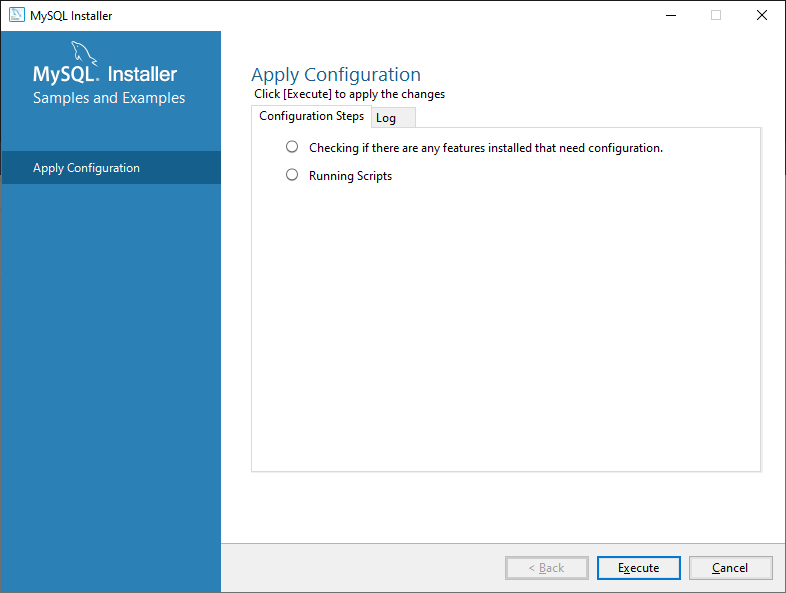 MySQL Installer
MySQL. Installer
Samples and Examples
Apply Configuration
Apply Configuration
Click [Execute] to apply the changes
Configuration Steps
Log
Checking if there are any features installed that need configuration.
Running Scripts
< Back
Execute
Cancel